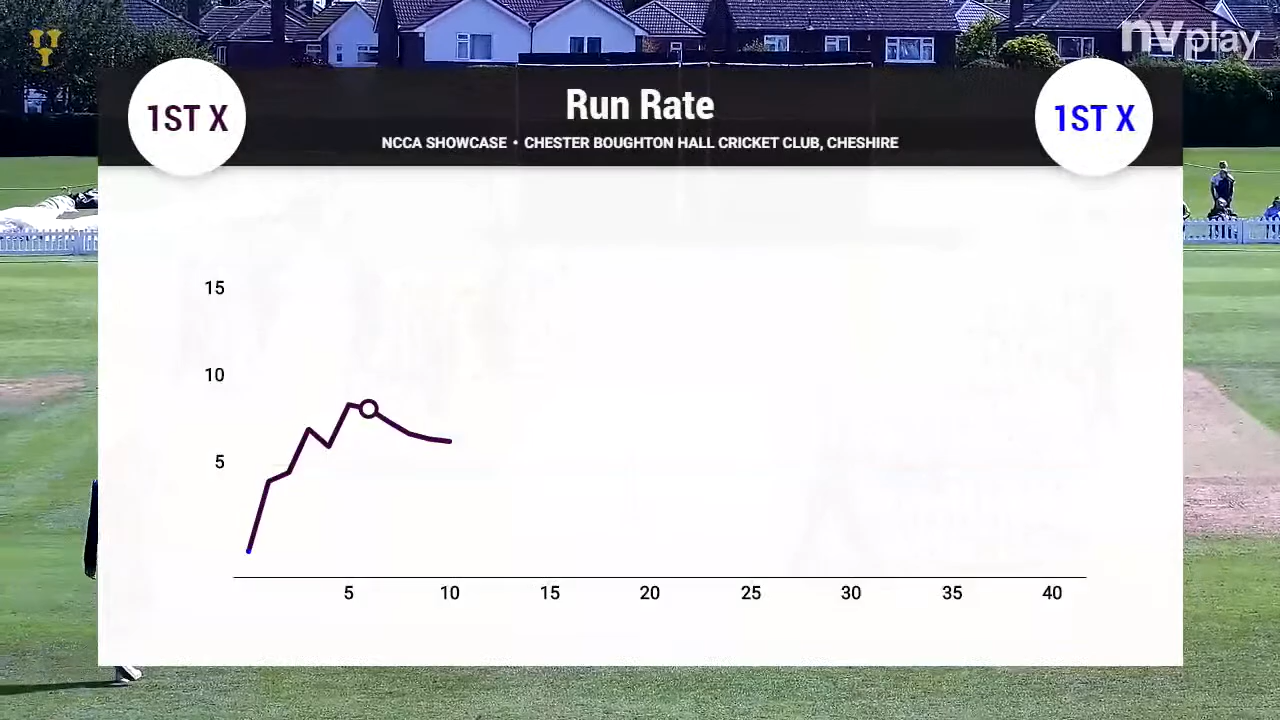 nvplay
1ST X
Run Rate
1ST X
NCCA SHOWCASE • CHESTER BOUGHTON HALL CRICKET CLUB, CHESHIRE
15
10
5
5 10 15 20 25 30 35 40